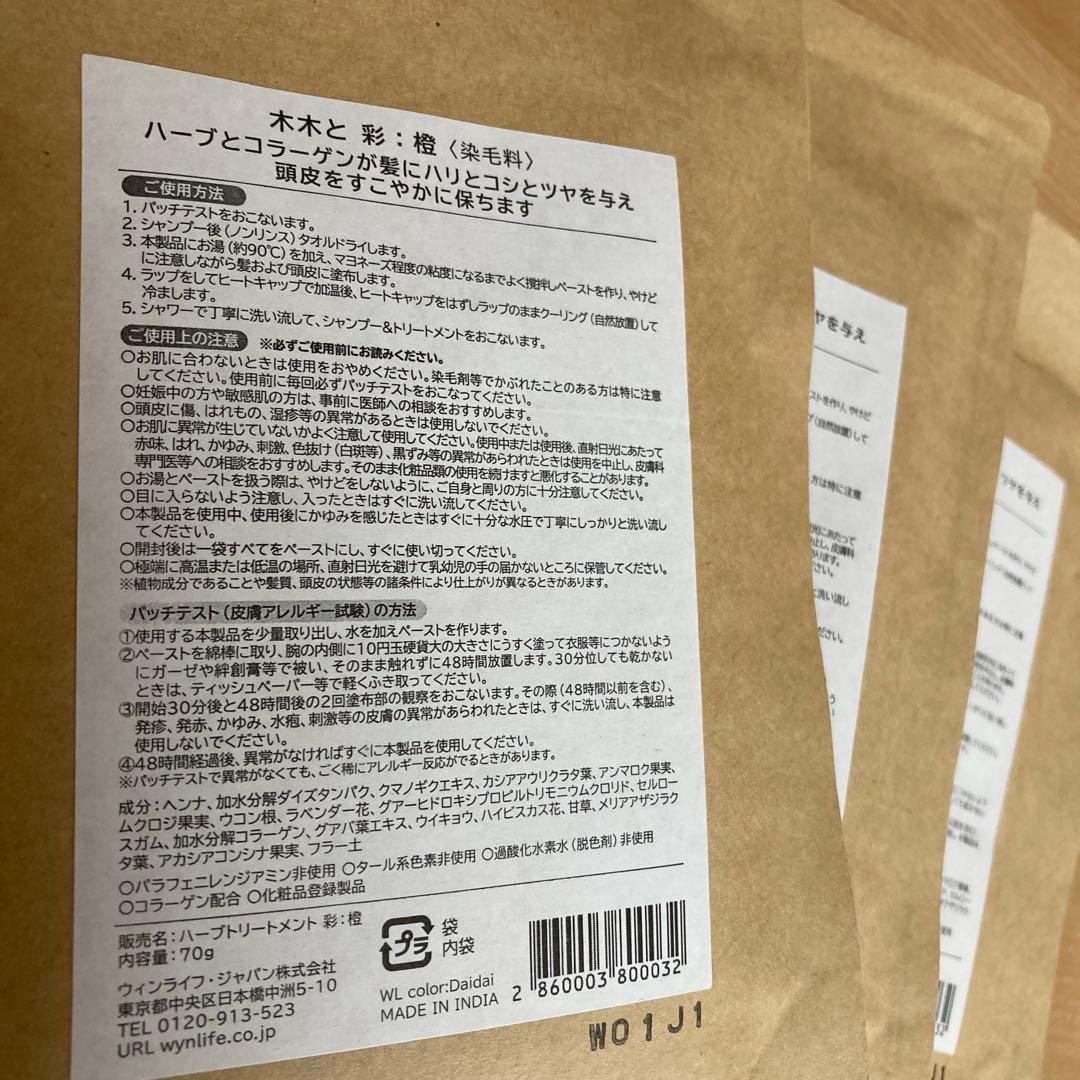 木木と 彩：橙〈染毛料〉
ハーブとコラーゲンが髪にハリとコシとツヤを与え
頭皮をすこやかに保ちます
ご使用方法
1. パッチテストをおこないます。
2. シャンプー後（ノンリンス）タオルドライします。
3. 本製品にお湯（約90℃）を加え、マヨネーズ程度の粘度になるまでよく撹拌しペーストを作り、やけど
に注意しながら髪および頭皮に塗布します。
4. ラップをしてヒートキャップで加温後、ヒートキャップをはずしラップのままクーリング（自然放置）して
冷まします。
5. シャワーで丁寧に洗い流して、シャンプー&トリートメントをおこないます。
ご使用上の注意 ※必ずご使用前にお読みください。
○お肌に合わないときは使用をおやめください。染毛剤等でかぶれたことのある方は特に注意
してください。使用前に毎回必ずパッチテストをおこなってください。
○妊娠中の方や敏感肌の方は、事前に医師への相談をおすすめします。
○頭皮に傷、はれもの、湿疹等の異常があるときは使用しないでください。
○お肌に異常が生じていないかよく注意して使用してください。使用中または使用後、直射日光にあたって
赤味、はれ、かゆみ、刺激、色抜け（白斑等）、黒ずみ等の異常があらわれたときは使用を中止し、皮膚科
専門医等への相談をおすすめします。そのまま化粧品類の使用を続けますと悪化することがあります。
○お湯とペーストを扱う際は、やけどをしないように、ご自身と周りの方に十分注意してください。
○目に入らないよう注意し、入ったときはすぐに洗い流してください。
○本製品を使用中、使用後にかゆみを感じたときはすぐに十分な水圧で丁寧にしっかりと洗い流し
てください。
○開封後は一袋すべてをペーストにし、すぐに使い切ってください。
○極端に高温または低温の場所、直射日光を避けて乳幼児の手の届かないところに保管してください。
※植物成分であることや髪質、頭皮の状態等の諸条件により仕上がりが異なるときがあります。
パッチテスト（皮膚アレルギー試験）の方法
①使用する本製品を少量取り出し、水を加えペーストを作ります。
②ペーストを綿棒に取り、腕の内側に10円玉硬貨大の大きさにうすく塗って衣服等につかないよう
にガーゼや絆創膏等で被い、そのまま触れずに48時間放置します。30分位しても乾かない
ときは、ティッシュペーパー等で軽くふき取ってください。
③開始30分後と48時間後の2回塗布部の観察をおこないます。その際（48時間以前を含む）、
発疹、発赤、かゆみ、水疱、刺激等の皮膚の異常があらわれたときは、すぐに洗い流し、本製品は
使用しないでください。
④48時間経過後、異常がなければすぐに本製品を使用してください。
※パッチテストで異常がなくても、ごく稀にアレルギー反応がでるときがあります。
成分：ヘンナ、加水分解ダイズタンパク、クマノギクエキス、カシアアウリクラタ葉、アンマロク果実、
ムクロジ果実、ウコン根、ラベンダー花、グアーヒドロキシプロピルトリモニウムクロリド、セルロー
スガム、加水分解コラーゲン、グアバ葉エキス、ウイキョウ、ハイビスカス花、甘草、メリアアザジラク
タ葉、アカシアコンシナ果実、フラー土
○パラフェニレンジアミン非使用 ○タール系色素非使用 ○過酸化水素水（脱色剤）非使用
○コラーゲン配合 ○化粧品登録製品
販売名：ハーブトリートメント 彩：橙
内容量：70g
ウィンライフ・ジャパン株式会社
東京都中央区日本橋中洲5-10
TEL 0120-913-523
URL wynlife.co.jp
プラ
袋
内袋
WL color:Daidai
MADE IN INDIA
2 860003 800032
W01J1
ツヤを与え
ストを作り、やけど
グ（自然放置）して
方は特に注意
光にあたって
中止し、皮膚科
あります。
ださい。
と洗い流し
ださい。
ツヤを与え
J1